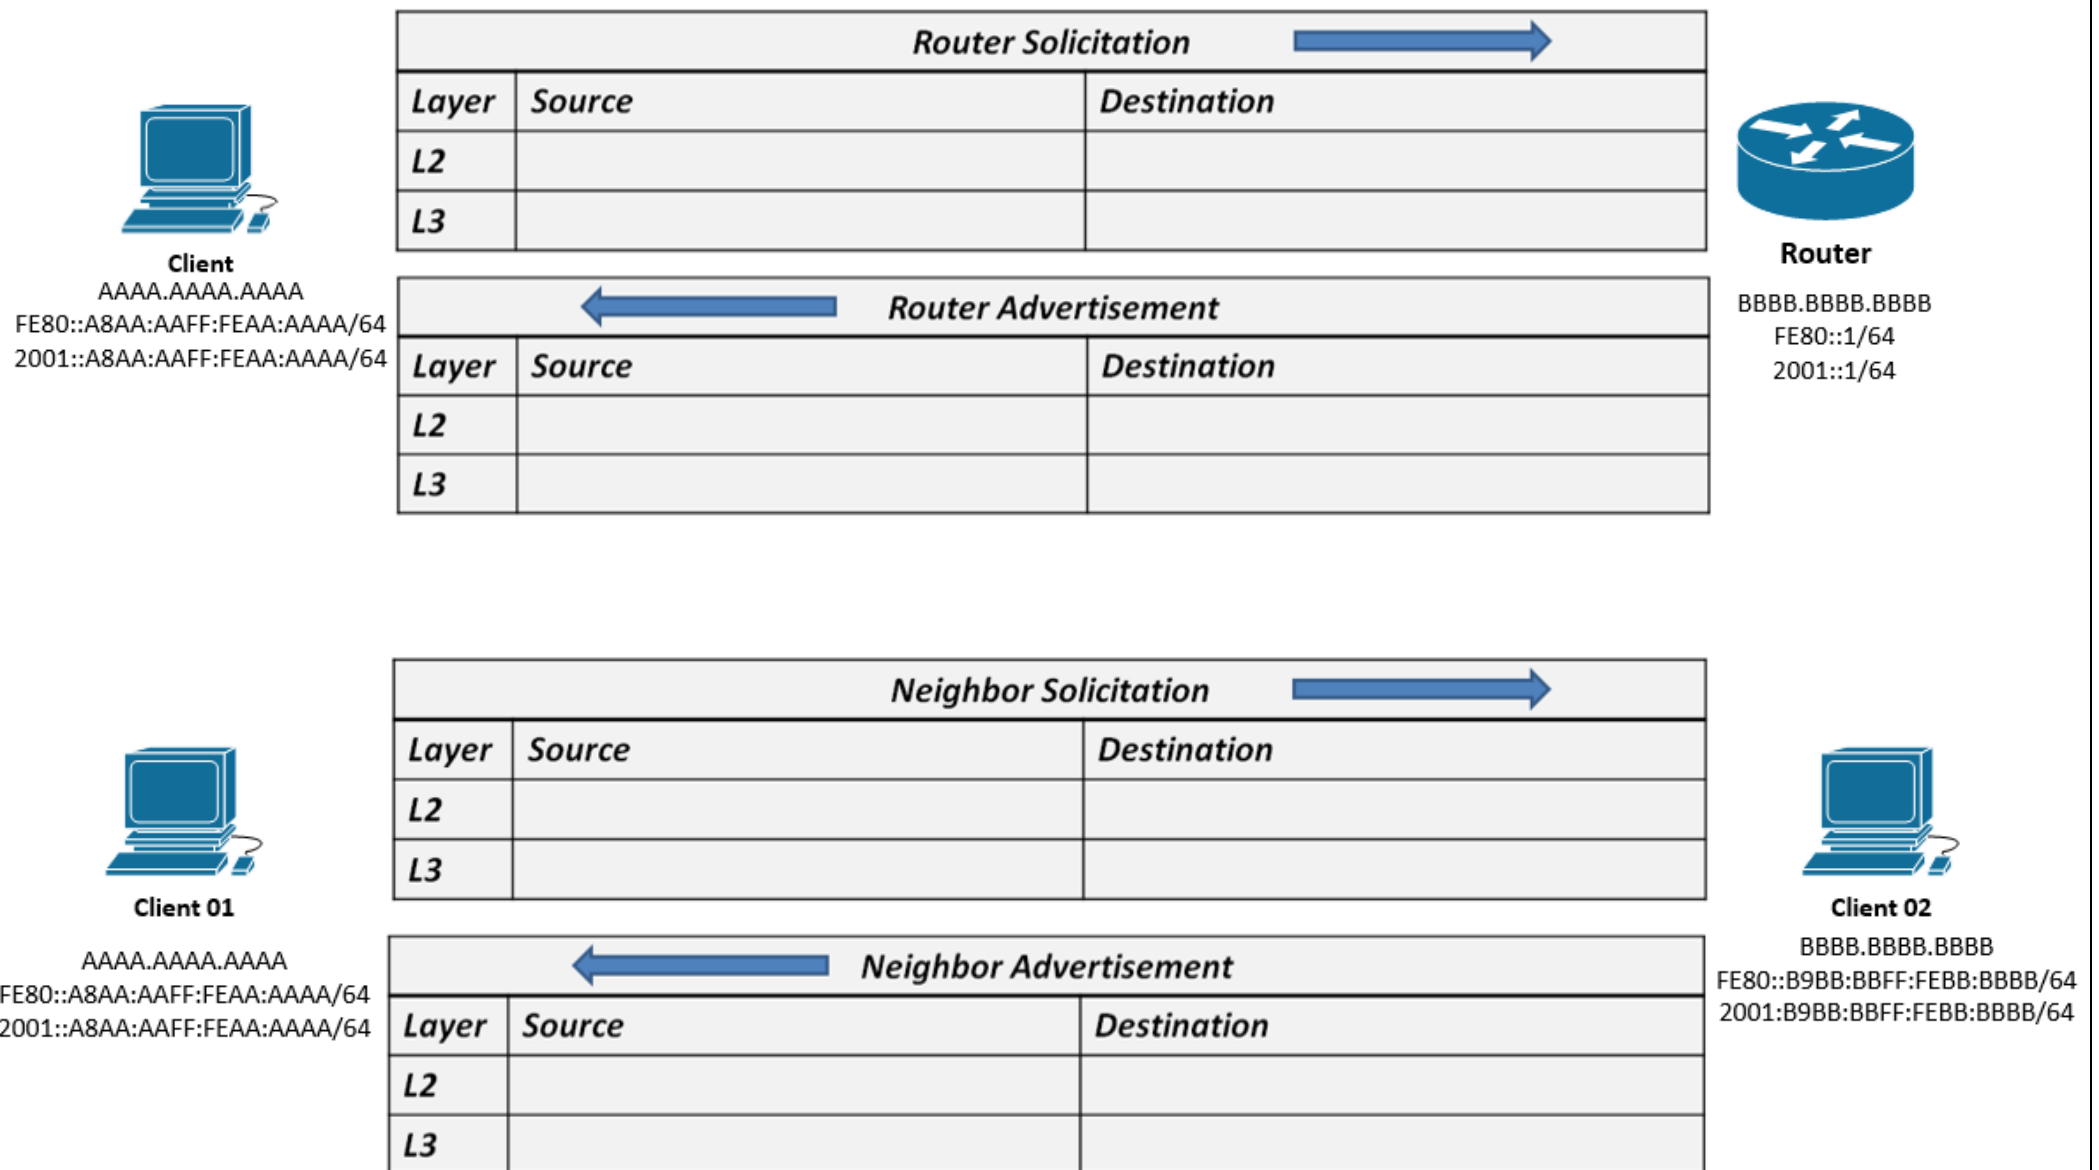 Router Solicitation
Layer Source Destination
L2
L3
Client
AAAA.AAAA.AAAA
FE80::A8AA:AAFF:FEAA:AAAA/64
2001::A8AA:AAFF:FEAA:AAAA/64
Router
BBBB.BBBB.BBBB
FE80::1/64
2001::1/64
Router Advertisement
Layer Source Destination
L2
L3
Neighbor Solicitation
Layer Source Destination
L2
L3
Client 01
AAAA.AAAA.AAAA
FE80::A8AA:AAFF:FEAA:AAAA/64
2001::A8AA:AAFF:FEAA:AAAA/64
Client 02
BBBB.BBBB.BBBB
FE80::B9BB:BBFF:FEBB:BBBB/64
2001:B9BB:BBFF:FEBB:BBBB/64
Neighbor Advertisement
Layer Source Destination
L2
L3